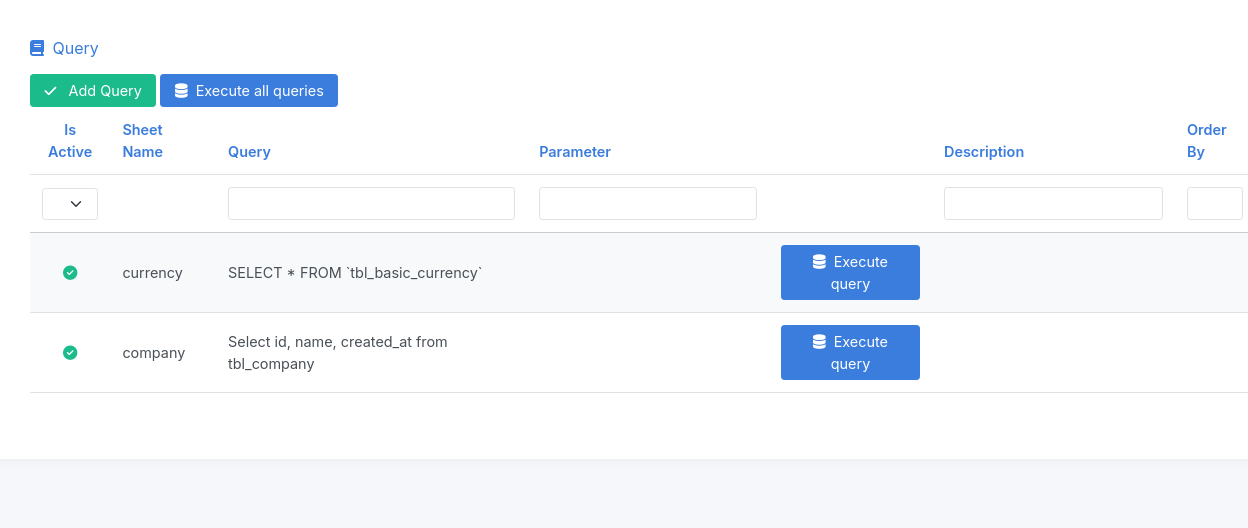 Query
Add Query
Execute all queries
Is Active
Sheet Name
Query
Parameter
Description
Order By
currency
SELECT * FROM `tbl_basic_currency`
Execute
query
company
Select id, name, created_at from
tbl_company
Execute
query